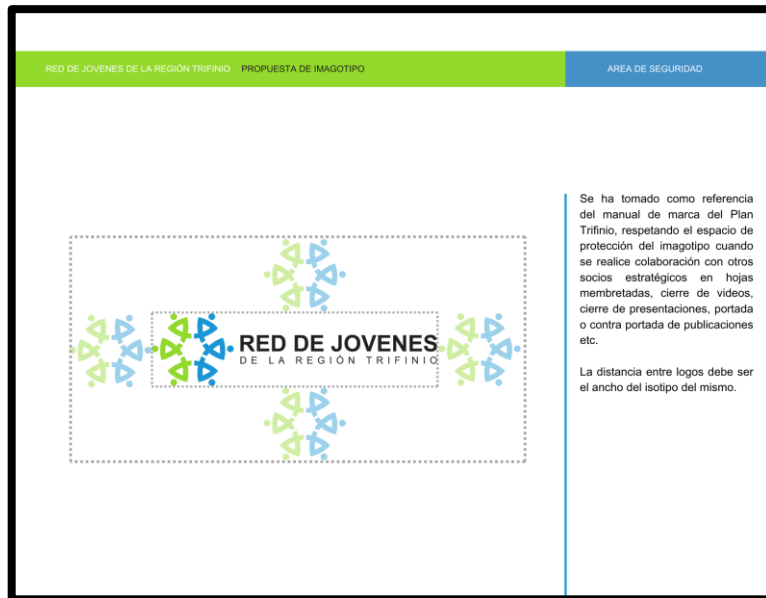 RED DE JOVENES DE LA REGIÓN TRIFINIO PROPUESTA DE IMAGOTIPO
AREA DE SEGURIDAD
RED DE JOVENES
DE LA REGIÓN TRIFINIO
Se ha tomado como referencia
del manual de marca del Plan
Trifinio, respetando el espacio de
protección del imagotipo cuando
se realice colaboración con otros
socios estratégicos en hojas
membretadas, cierre de videos,
cierre de presentaciones, portada
o contra portada de publicaciones
etc.
La distancia entre logos debe ser
el ancho del isotipo del mismo.